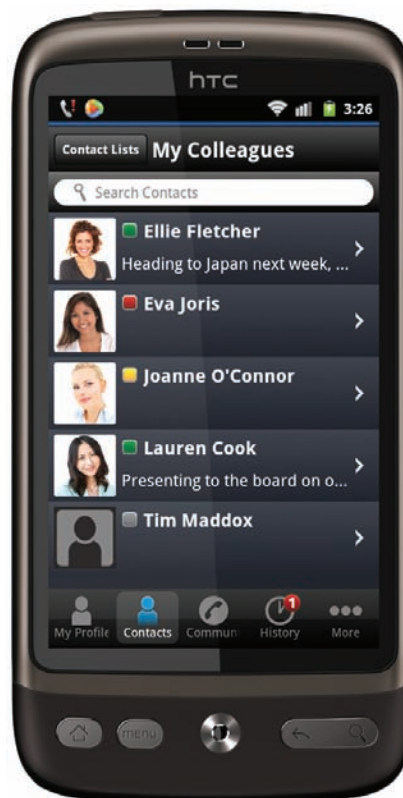 hTC
3:26
Contact Lists My Colleagues
Search Contacts
Ellie Fletcher
Heading to Japan next week, ...
Eva Joris
Joanne O'Connor
Lauren Cook
Presenting to the board on o...
Tim Maddox
1
My Profile Contacts Commun History More
menu